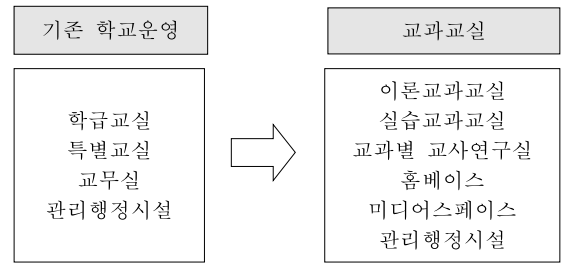 기존 학교운영
학급교실
특별교실
교무실
관리행정시설
교과교실
이론교과교실
실습교과교실
교과별 교사연구실
홈베이스
미디어스페이스
관리행정시설